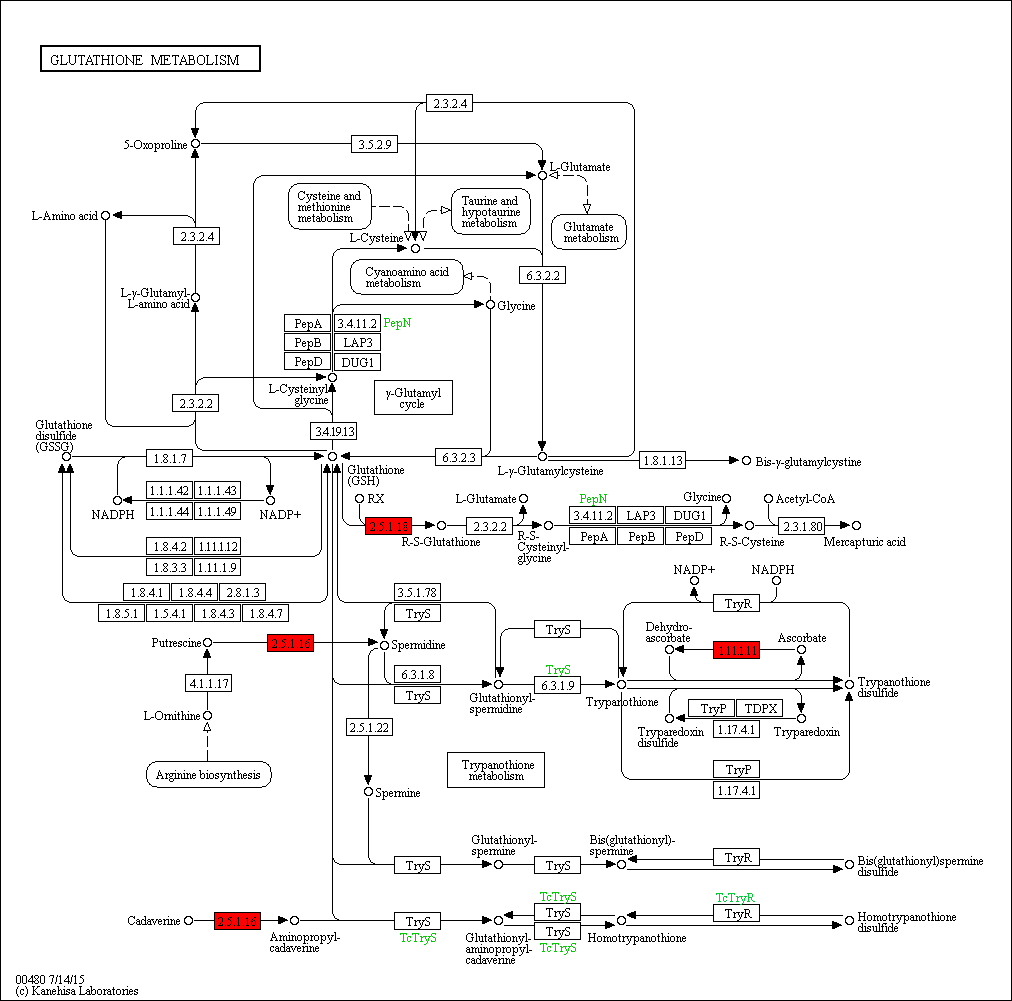 GLUTATHIONE METABOLISM
2.3.2.4
5-Oxoproline
3.5.2.9
L-Glutamate
Cysteine and
methionine
metabolism
Taurine and
hypotaurine
metabolism
L-Amino acid
Glutamate
metabolism
2.3.2.4
L-Cysteine
Cyanoamino acid
metabolism
6.3.2.2
L-γ-Glutamyl-
L-amino acid
Glycine
PepA
3.4.11.2
PepN
PepB
LAP3
PepD
DUG1
L-Cysteinyl
glycine
γ-Glutamyl
cycle
2.3.2.2
Glutathione
disulfide
(GSSG)
3.4.19.13
1.8.1.7
6.3.2.3
L-γ-Glutamylcysteine
1.8.1.13
Bis-γ-glutamylcystine
Glutathione
(GSH)
1.1.1.42
1.1.1.43
NADPH
NADP+
1.1.1.44
1.1.1.49
RX
L-Glutamate
PepN
Glycine
Acetyl-CoA
2.5.1.18
2.3.2.2
3.4.11.2
LAP3
DUG1
2.3.1.80
PepA
PepB
PepD
R-S-Glutathione
R-S-
Cysteinyl-
glycine
R-S-Cysteine
Mercapturic acid
1.8.4.2
1.11.1.12
1.8.3.3
1.11.1.9
NADP+
NADPH
1.8.4.1
1.8.4.4
2.8.1.3
1.8.5.1
1.5.4.1
1.8.4.3
1.8.4.7
3.5.1.78
TryS
TryR
Putrescine
2.5.1.16
Spermidine
TryS
Dehydro-
ascorbate
1.11.1.11
Ascorbate
4.1.1.17
6.3.1.8
TryS
TryS
6.3.1.9
Glutathionyl-
spermidine
Trypanothione
Trypanothione
disulfide
L-Ornithine
2.5.1.22
TryP
TDPX
1.17.4.1
Tryparedoxin
disulfide
Tryparedoxin
Arginine biosynthesis
Trypanothione
metabolism
TryP
1.17.4.1
Spermine
Glutathionyl-
spermine
Bis(glutathionyl)-
spermine
TryS
TryS
TryR
Bis(glutathionyl)spermine
disulfide
TcTryS
TcTryR
Cadaverine
2.5.1.16
TryS
TryS
TryR
TryS
Aminopropyl-
cadaverine
TcTryS
Glutathionyl-
aminopropyl-
cadaverine
TcTryS
Homotrypanothione
Homotrypanothione
disulfide
00480 7/14/15
(c) Kanehisa Laboratories